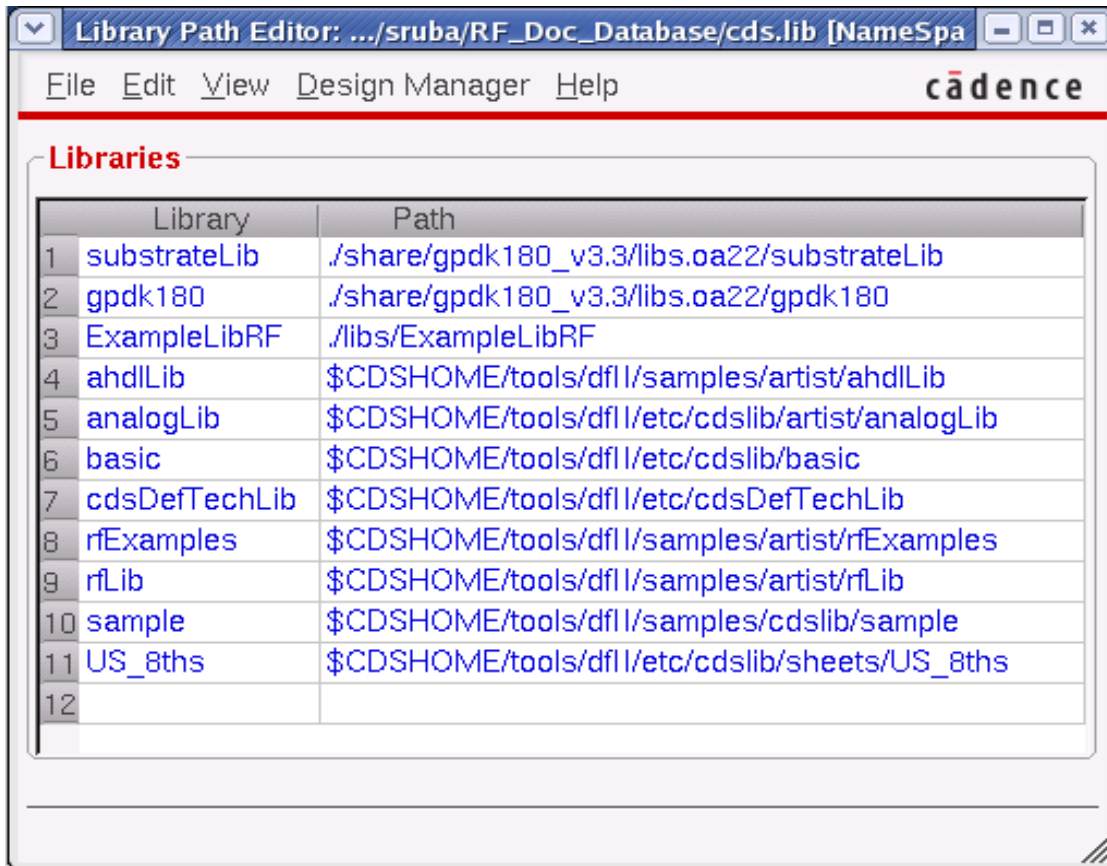 Library Path Editor: .../sruba/RF_Doc_Database/cds.lib [NameSpa
File Edit View Design Manager Help cādence
Libraries
Library Path
1 substrateLib ./share/gpdk180_v3.3/libs.oa22/substrateLib
2 gpdk180 ./share/gpdk180_v3.3/libs.oa22/gpdk180
3 ExampleLibRF ./libs/ExampleLibRF
4 ahdlLib $CDSHOME/tools/dfII/samples/artist/ahdlLib
5 analogLib $CDSHOME/tools/dfII/etc/cdslib/artist/analogLib
6 basic $CDSHOME/tools/dfII/etc/cdslib/basic
7 cdsDefTechLib $CDSHOME/tools/dfII/etc/cdsDefTechLib
8 rfExamples $CDSHOME/tools/dfII/samples/artist/rfExamples
9 rfLib $CDSHOME/tools/dfII/samples/artist/rfLib
10 sample $CDSHOME/tools/dfII/samples/cdslib/sample
11 US_8ths $CDSHOME/tools/dfII/etc/cdslib/sheets/US_8ths
12